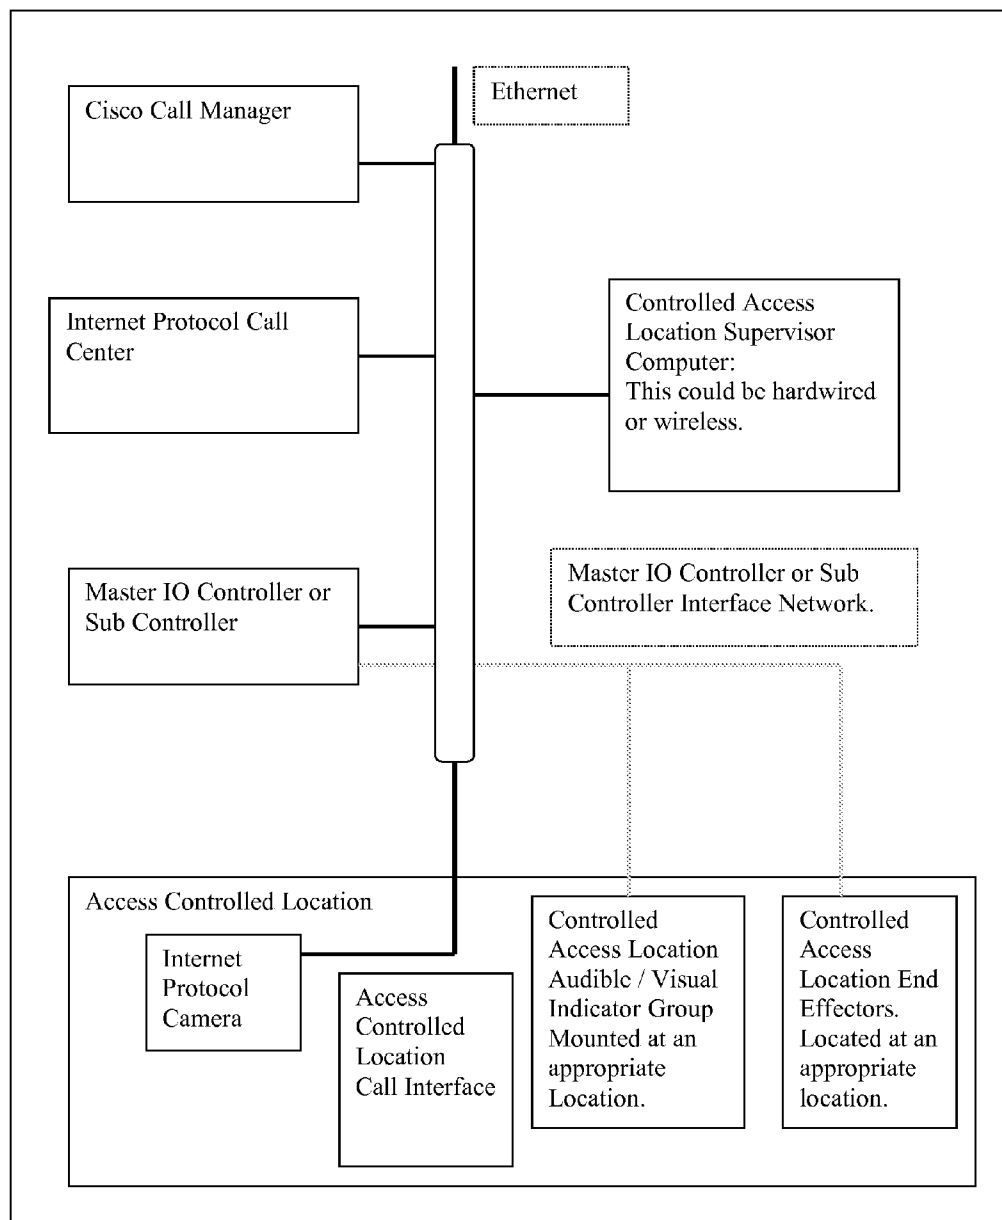 Ethernet
Cisco Call Manager
Internet Protocol Call
Center
Controlled Access
Location Supervisor
Computer:
This could be hardwired
or wireless.
Master IO Controller or
Sub Controller
Master IO Controller or Sub
Controller Interface Network.
Access Controlled Location
Internet
Protocol
Camera
Access
Controlled
Location
Call Interface
Controlled
Access Location
Audible / Visual
Indicator Group
Mounted at an
appropriate
Location.
Controlled
Access
Location End
Effectors.
Located at an
appropriate
location.